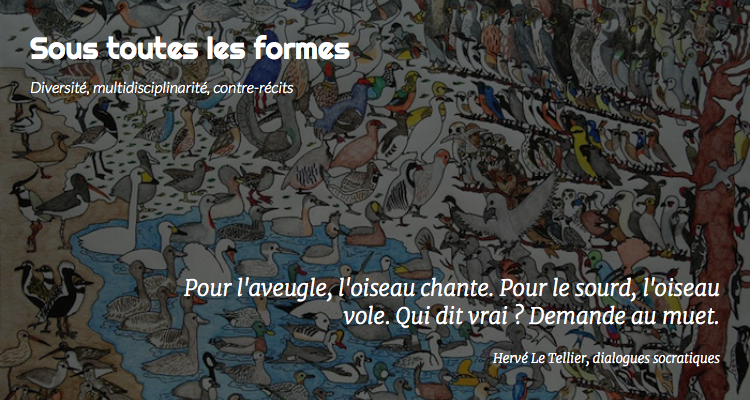 Sous toutes les formes
Diversité, multidisciplinarité, contre-récits
Pour l'aveugle, l'oiseau chante. Pour le sourd, l'oiseau
vole. Qui dit vrai ? Demande au muet.
Hervé Le Tellier, dialogues socratiques